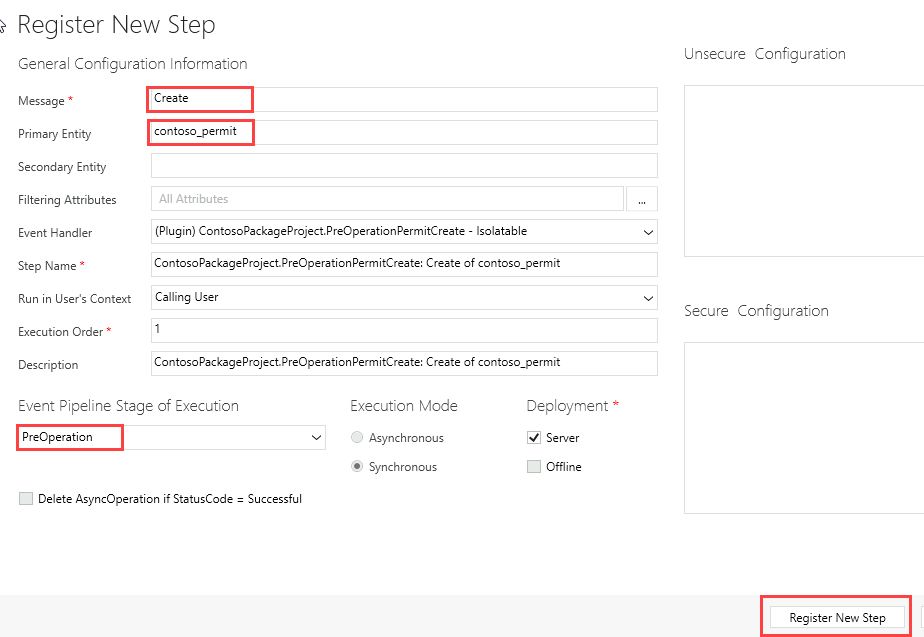 Register New Step
General Configuration Information
Message *
Create
Primary Entity
contoso_permit
Secondary Entity
Filtering Attributes
All Attributes
...
Event Handler
(Plugin) ContosoPackageProject.PreOperationPermitCreate - Isolatable
Step Name *
ContosoPackageProject.PreOperationPermitCreate: Create of contoso_permit
Run in User's Context
Calling User
Execution Order *
1
Description
ContosoPackageProject.PreOperationPermitCreate: Create of contoso_permit
Event Pipeline Stage of Execution
PreOperation
Execution Mode
Asynchronous
Synchronous
Deployment *
Server
Offline
Delete AsyncOperation if StatusCode = Successful
Unsecure Configuration
Secure Configuration
Register New Step